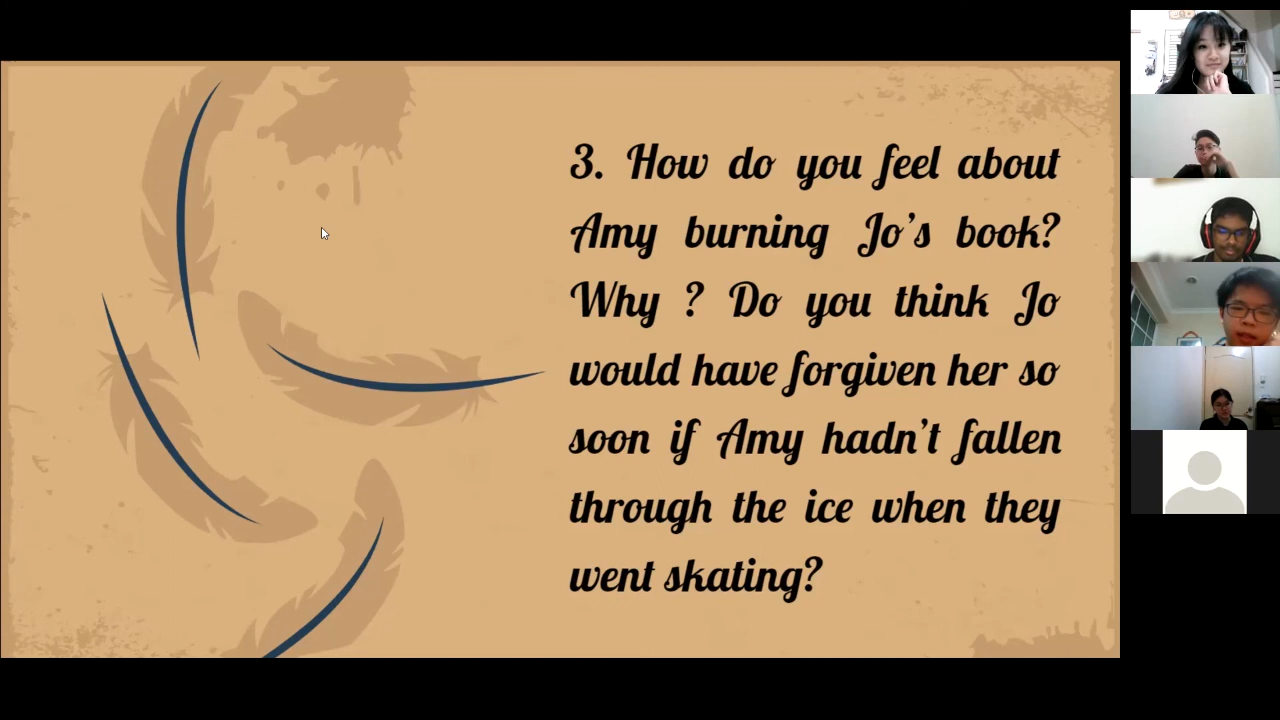 3. How do you feel about
Amy burning Jo's book?
Why ? Do you think Jo
would have forgiven her so
soon if Amy hadn't fallen
through the ice when they
went skating?